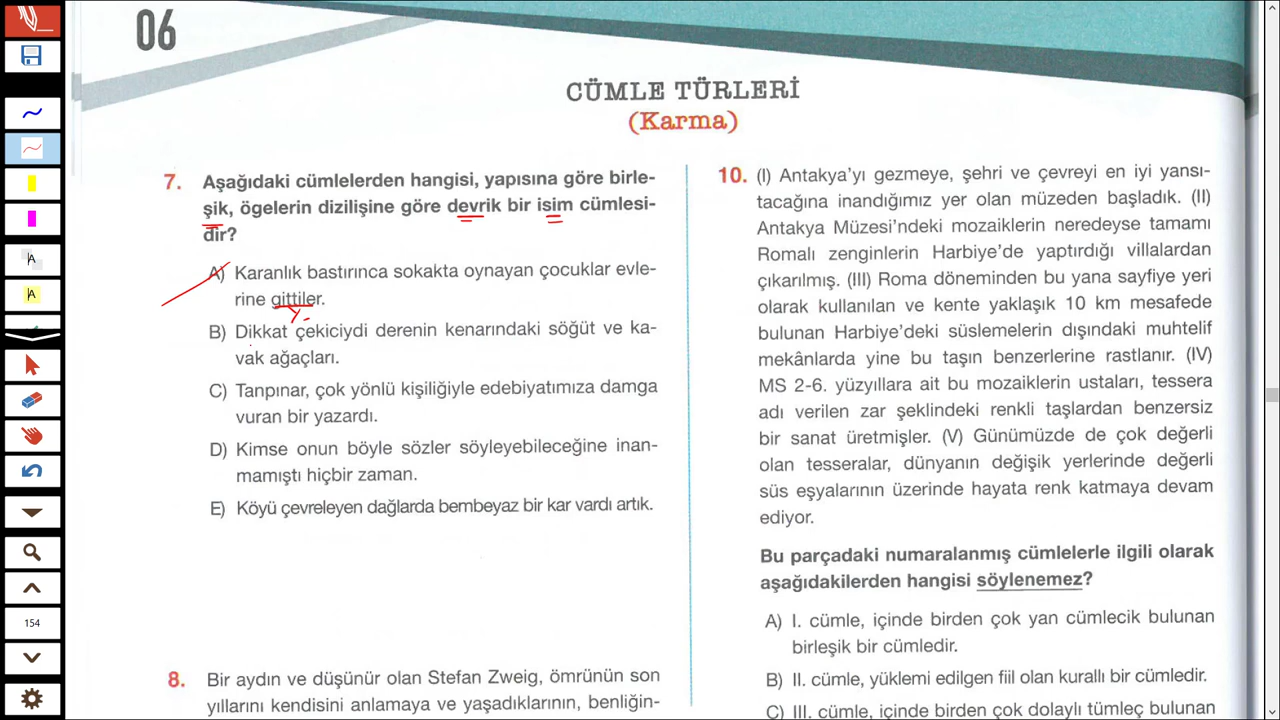 06
CÜMLE TÜRLERİ
(Karma)
7. Aşağıdaki cümlelerden hangisi, yapısına göre birle-
şik, ögelerin dizilişine göre devrik bir isim cümlesi-
dir?
A) Karanlık bastırınca sokakta oynayan çocuklar evle-
rine gittiler.
B) Dikkat çekiciydi derenin kenarındaki söğüt ve ka-
vak ağaçları.
C) Tanpınar, çok yönlü kişiliğiyle edebiyatımıza damga
vuran bir yazardı.
D) Kimse onun böyle sözler söyleyebileceğine inan-
mamıştı hiçbir zaman.
E) Köyü çevreleyen dağlarda bembeyaz bir kar vardı artık.
8. Bir aydın ve düşünür olan Stefan Zweig, ömrünün son
yıllarını kendisini anlamaya ve yaşadıklarının, benliğin-
10. (I) Antakya’yı gezmeye, şehri ve çevreyi en iyi yansı-
tacağına inandığımız yer olan müzeden başladık. (II)
Antakya Müzesi’ndeki mozaiklerin neredeyse tamamı
Romalı zenginlerin Harbiye’de yaptırdığı villalardan
çıkarılmış. (III) Roma döneminden bu yana sayfiye yeri
olarak kullanılan ve kente yaklaşık 10 km mesafede
bulunan Harbiye’deki süslemelerin dışındaki muhtelif
mekânlarda yine bu taşın benzerlerine rastlanır. (IV)
MS 2-6. yüzyıllara ait bu mozaiklerin ustaları, tessera
adı verilen zar şeklindeki renkli taşlardan benzersiz
bir sanat üretmişler. (V) Günümüzde de çok değerli
olan tesseralar, dünyanın değişik yerlerinde değerli
süs eşyalarının üzerinde hayata renk katmaya devam
ediyor.
Bu parçadaki numaralanmış cümlelerle ilgili olarak
aşağıdakilerden hangisi söylenemez?
A) I. cümle, içinde birden çok yan cümlecik bulunan
birleşik bir cümledir.
B) II. cümle, yüklemi edilgen fiil olan kurallı bir cümledir.
C) III. cümle, içinde birden çok dolaylı tümleç bulunan
A
A
154